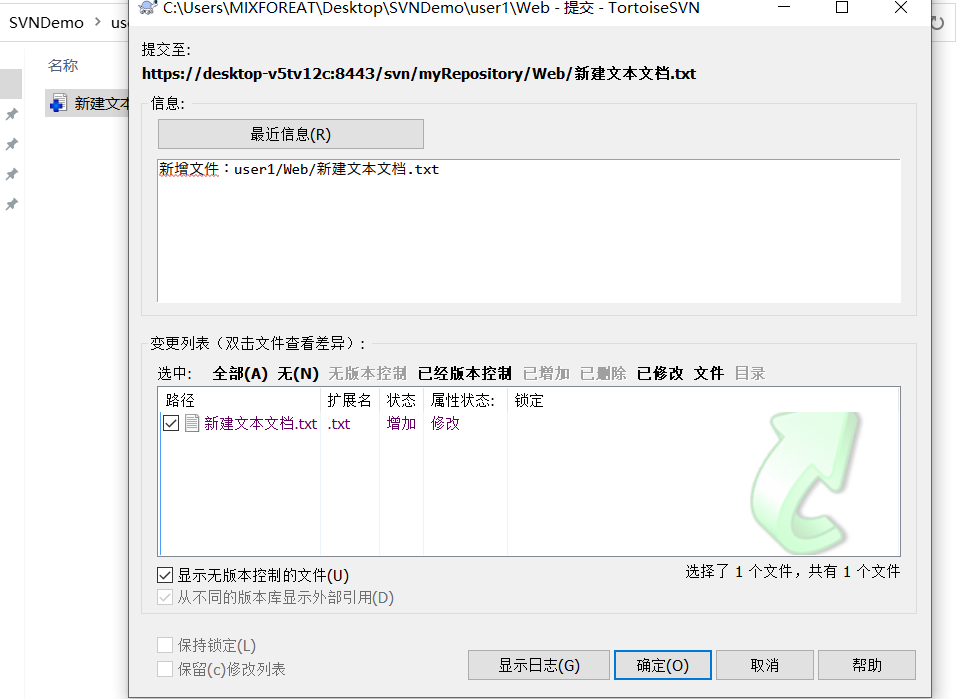 C:\Users\MIXFOREAT\Desktop\SVNDemo\user1\Web - 提交 - TortoiseSVN
SVNDemo > us
提交至:
https://desktop-v5tv12c:8443/svn/myRepository/Web/新建文本文档.txt
名称
新建文本
信息:
最近信息(R)
新增文件：user1/Web/新建文本文档.txt
变更列表（双击文件查看差异）:
选中: 全部(A) 无(N) 无版本控制 已经版本控制 已增加 已删除 已修改 文件 目录
路径 扩展名 状态 属性状态: 锁定
新建文本文档.txt .txt 增加 修改
显示无版本控制的文件(U)
选择了 1 个文件，共有 1 个文件
从不同的版本库显示外部引用(D)
保持锁定(L)
保留(c)修改列表
显示日志(G) 确定(O) 取消 帮助